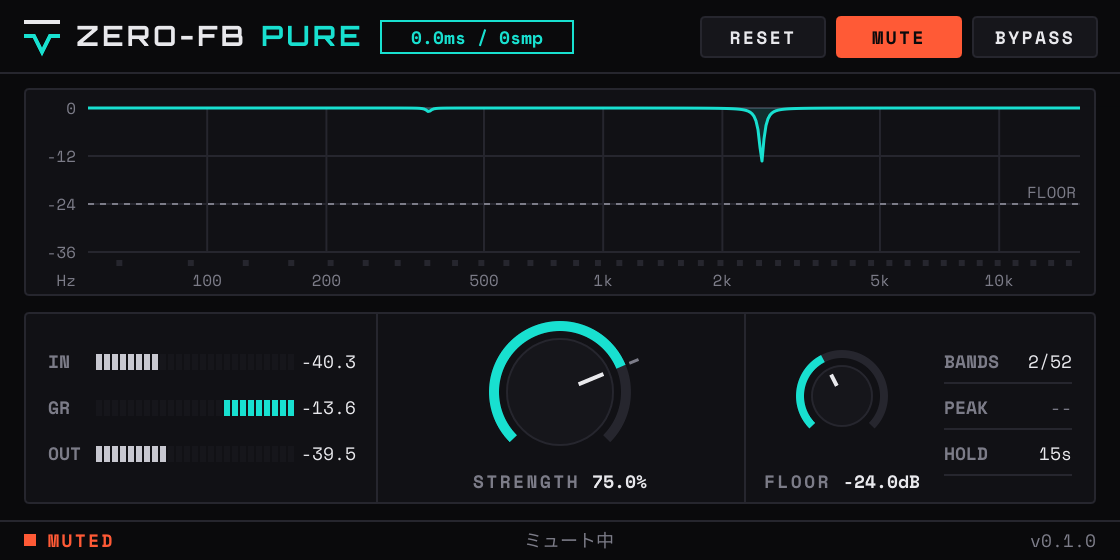 ZERO-FB PURE
0.0ms / 0smp
RESET
MUTE
BYPASS
0
-12
-24
-36
FLOOR
Hz 100 200 500 1k 2k 5k 10k
IN -40.3
GR -13.6
OUT -39.5
STRENGTH 75.0%
FLOOR -24.0dB
BANDS 2/52
PEAK --
HOLD 15s
MUTED
ミュート中
v0.1.0